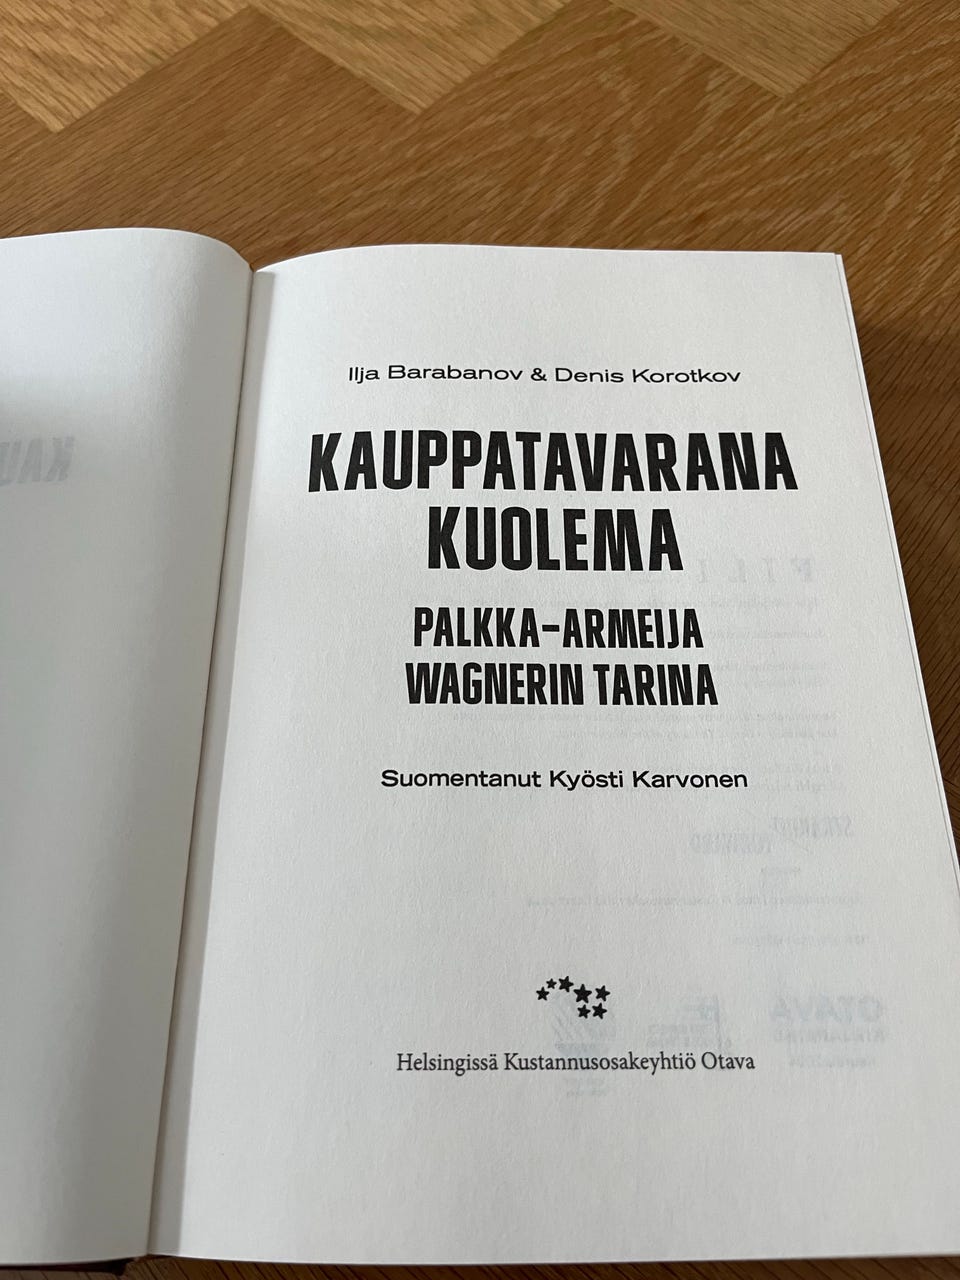 Ilja Barabanov & Denis Korotkov
KAUPPATAVARANA
KUOLEMA
PALKKA-ARMEIJA
WAGNERIN TARINA
Suomentanut Kyösti Karvonen
Helsingissä Kustannusosakeyhtiö Otava